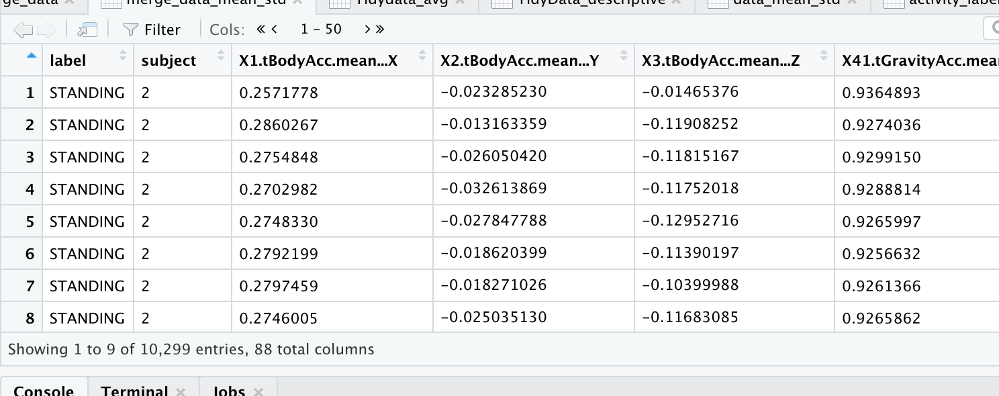 ge_data merge_data_mean_std Tidydata_avg TidyData_descriptive data_mean_std activity_label
Filter Cols: 1 - 50
label subject X1.tBodyAcc.mean...X X2.tBodyAcc.mean...Y X3.tBodyAcc.mean...Z X41.tGravityAcc.mea
1 STANDING 2 0.2571778 -0.023285230 -0.01465376 0.9364893
2 STANDING 2 0.2860267 -0.013163359 -0.11908252 0.9274036
3 STANDING 2 0.2754848 -0.026050420 -0.11815167 0.9299150
4 STANDING 2 0.2702982 -0.032613869 -0.11752018 0.9288814
5 STANDING 2 0.2748330 -0.027847788 -0.12952716 0.9265997
6 STANDING 2 0.2792199 -0.018620399 -0.11390197 0.9256632
7 STANDING 2 0.2797459 -0.018271026 -0.10399988 0.9261366
8 STANDING 2 0.2746005 -0.025035130 -0.11683085 0.9265862
Showing 1 to 9 of 10,299 entries, 88 total columns
Console Terminal Jobs